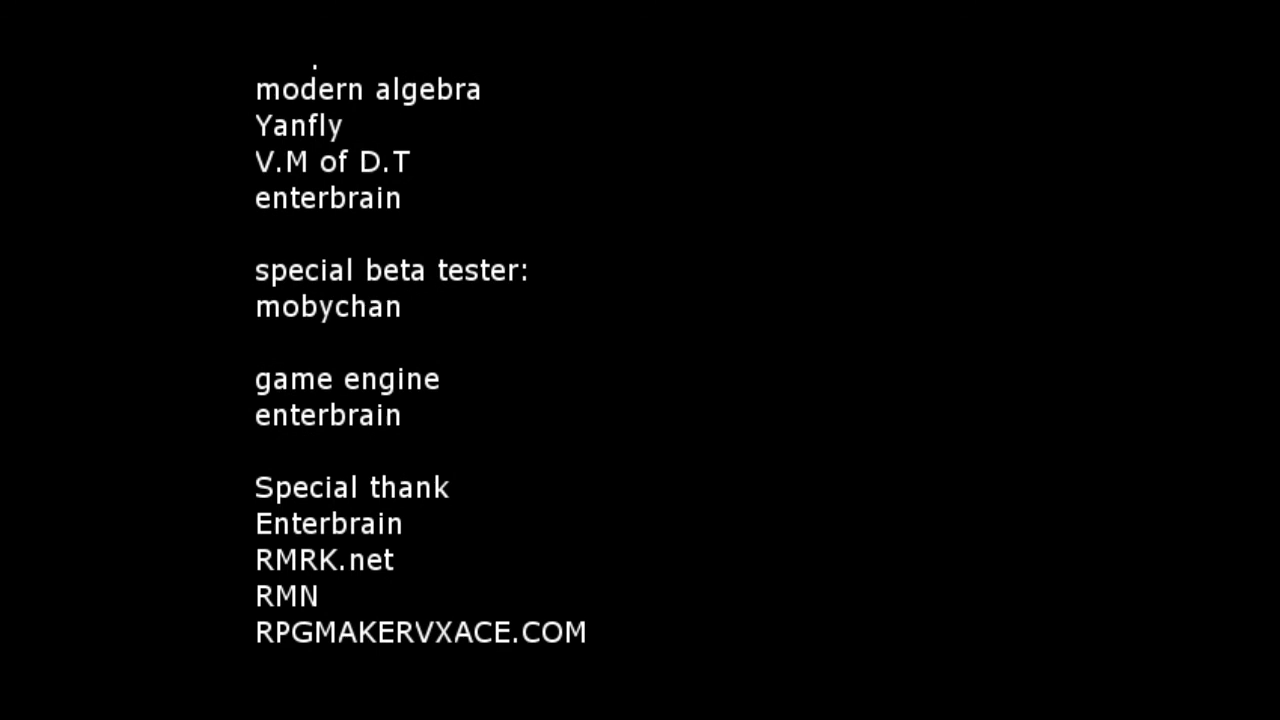 modern algebra
Yanfly
V.M of D.T
enterbrain
special beta tester:
mobychan
game engine
enterbrain
Special thank
Enterbrain
RMRK.net
RMN
RPGMAKERVXACE.COM